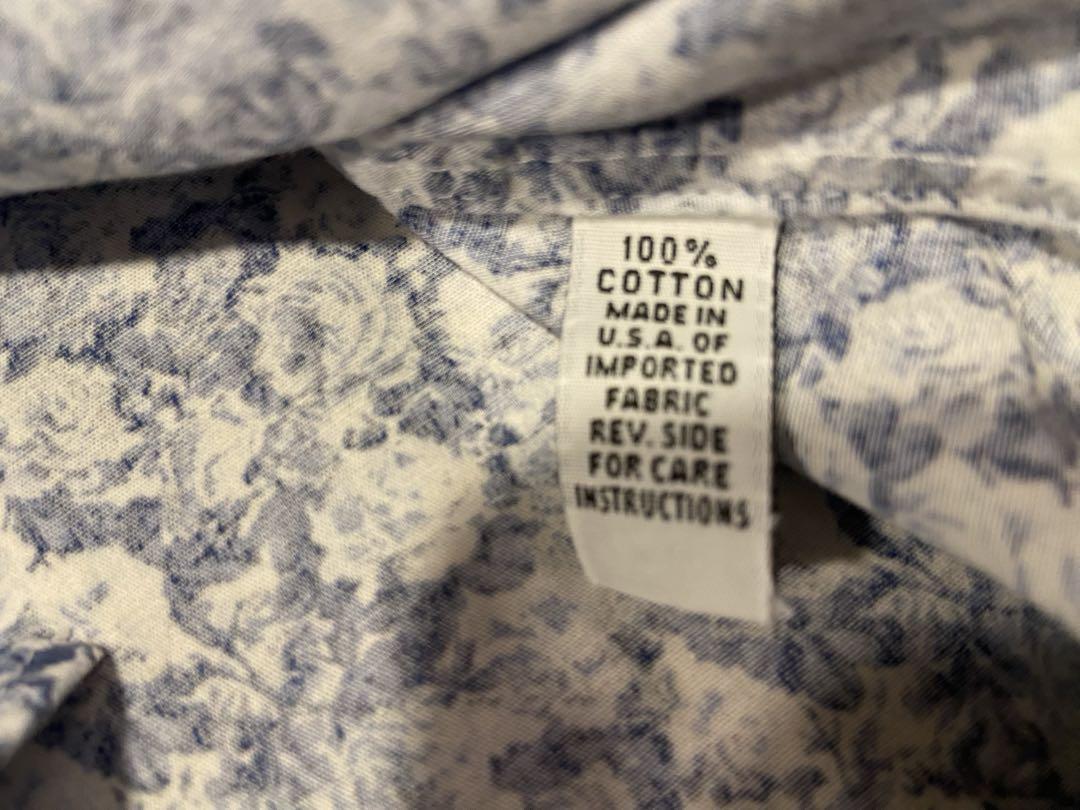 100%
COTTON
MADE IN
U.S.A. OF
IMPORTED
FABRIC
REV. SIDE
FOR CARE
INSTRUCTIONS